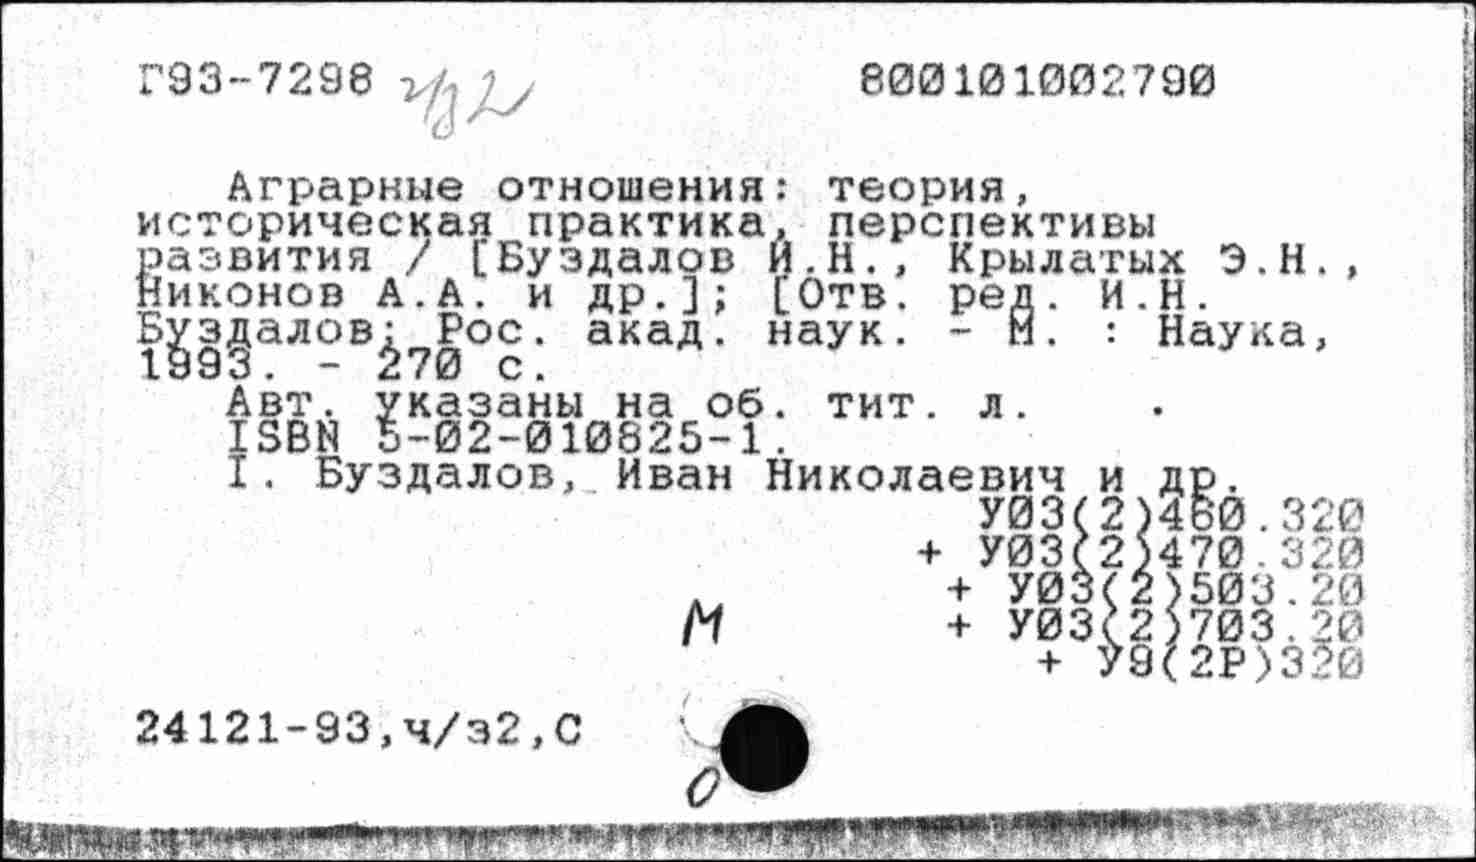 Г93-7298 ч/з2 800101002790
Аграрные отношения: теория,
историческая практика, перспективы
развития / [Буздалов И.Н., Крылатых Э.Н.,
Никонов А.А. и др.]; [Отв. ред. И.Н.
Буздалов; Рос. акад. наук. - М. : Наука,
1993. - 270 с.
Авт. указаны на об. тит. л.
ISBN 5-02-010825-1.
I. Буздалов, Иван Николаевич и др.
У03(2)460.320
+ У03(2)470.320
+ У03(2)503.20
М
+ У03(2)703.20
+ У9(2Р)320
24121-93,ч/з2,С
О